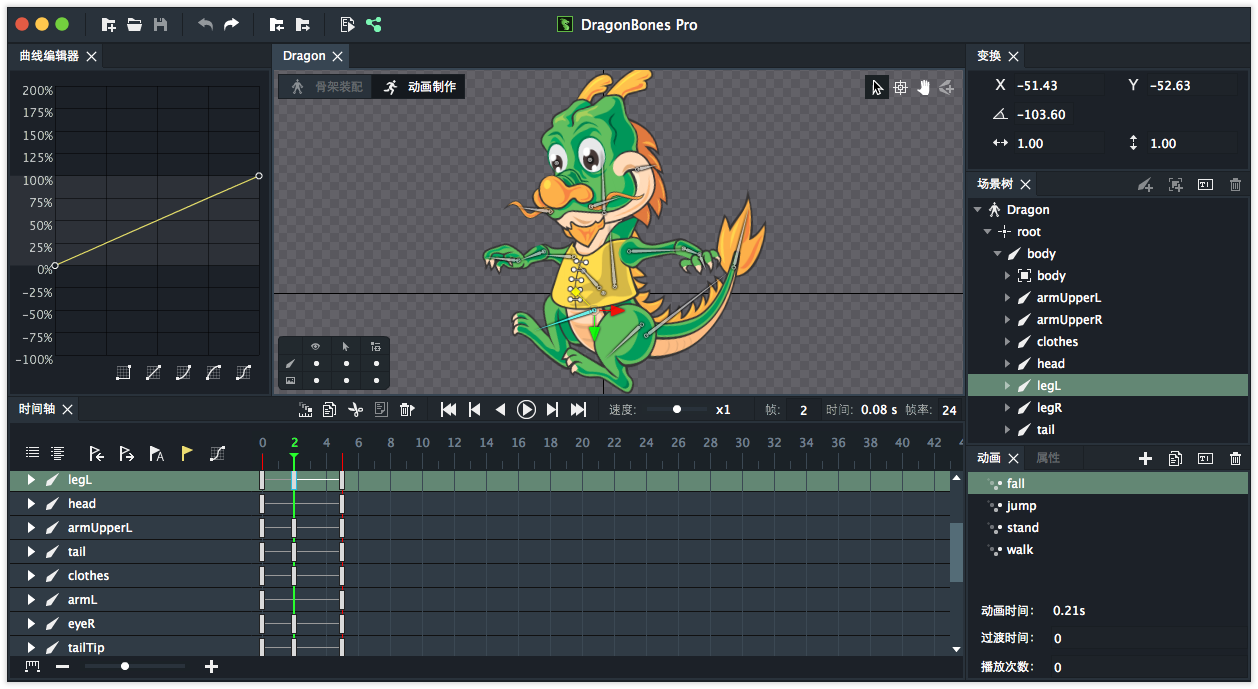 DragonBones Pro
曲线编辑器
200%
175%
150%
125%
100%
75%
50%
25%
0%
-25%
-50%
-75%
-100%
Dragon
骨架装配 动画制作
变换
X -51.43 Y -52.63
-103.60
1.00 1.00
场景树
Dragon
root
body
body
armUpperL
armUpperR
clothes
head
legL
legR
tail
时间轴
速度: x1 帧: 2 时间: 0.08 s 帧率: 24
0 2 4 6 8 10 12 14 16 18 20 22 24 26 28 30 32 34 36 38 40 42
legL
head
armUpperL
tail
clothes
armL
eyeR
tailTip
动画 属性
fall
jump
stand
walk
动画时间: 0.21s
过渡时间: 0
播放次数: 0